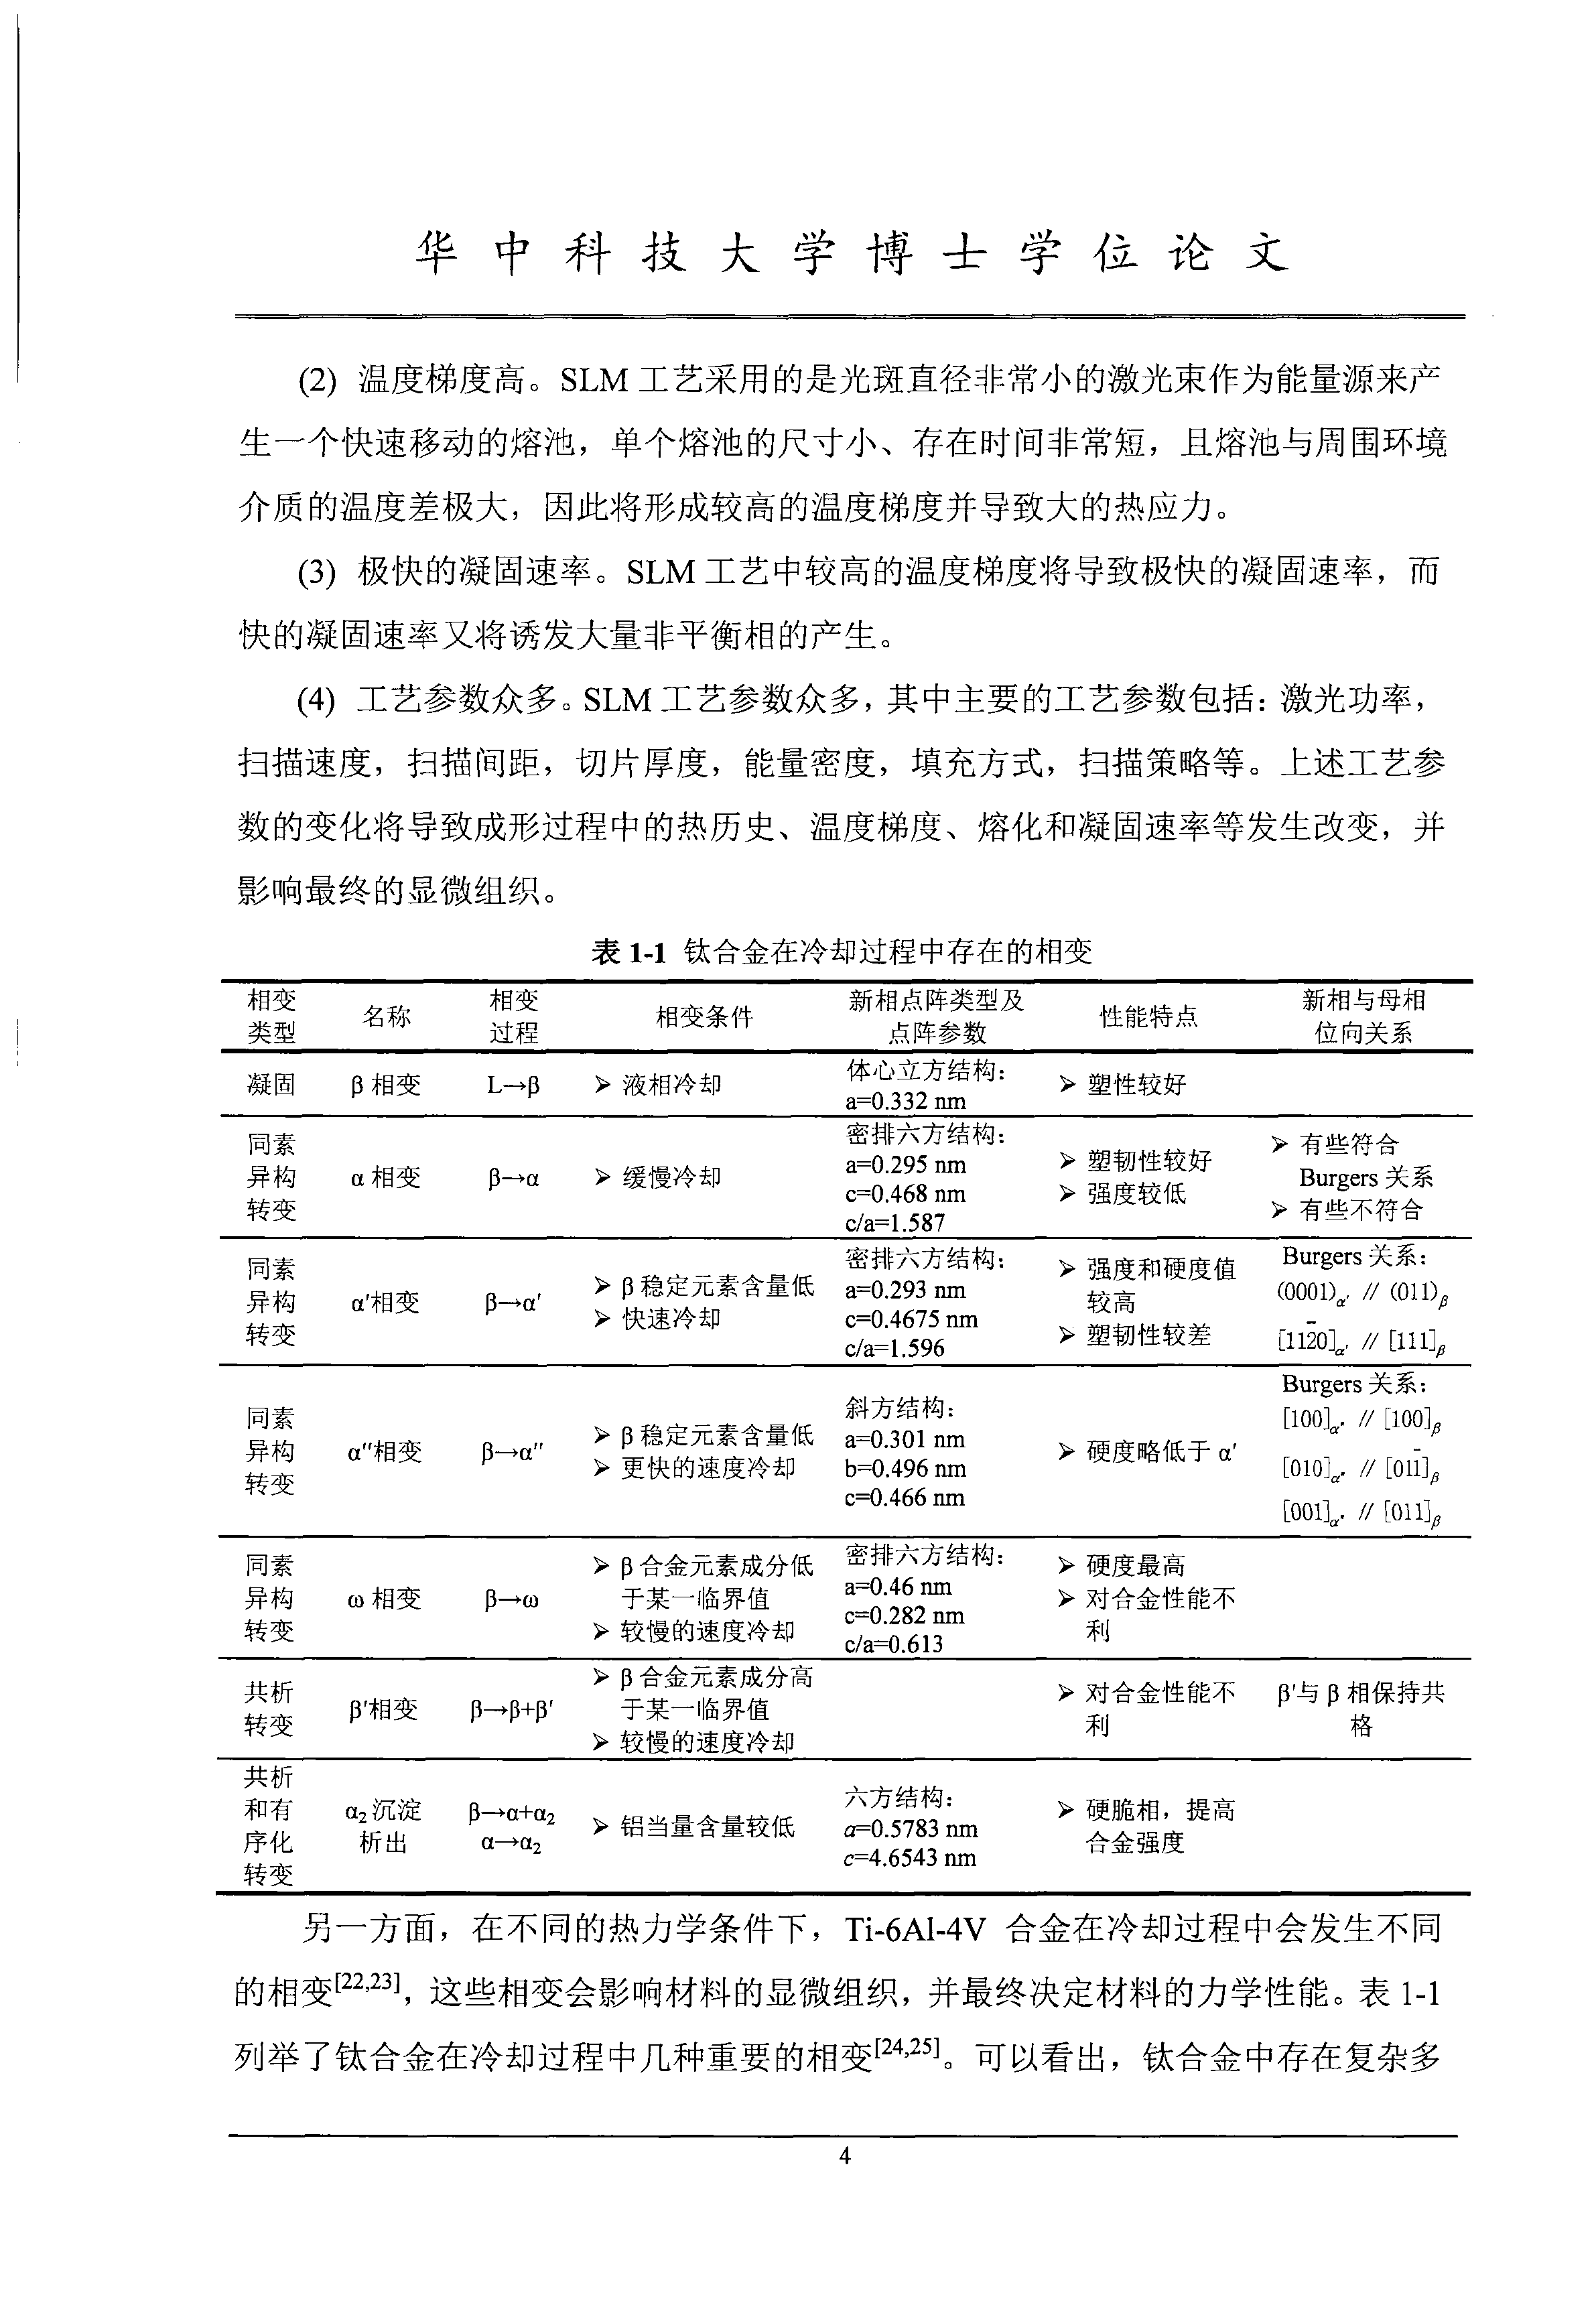 华中科技大学博士学位论文
(2) 温度梯度高。SLM 工艺采用的是光斑直径非常小的激光束作为能量源来产
生一个快速移动的熔池，单个熔池的尺寸小、存在时间非常短，且熔池与周围环境
介质的温度差极大，因此将形成较高的温度梯度并导致大的热应力。
(3) 极快的凝固速率。SLM 工艺中较高的温度梯度将导致极快的凝固速率，而
快的凝固速率又将诱发大量非平衡相的产生。
(4) 工艺参数众多。SLM 工艺参数众多，其中主要的工艺参数包括：激光功率，
扫描速度，扫描间距，切片厚度，能量密度，填充方式，扫描策略等。上述工艺参
数的变化将导致成形过程中的热历史、温度梯度、熔化和凝固速率等发生改变，并
影响最终的显微组织。
表 1-1 钛合金在冷却过程中存在的相变
相变
类型
名称
相变
过程
相变条件
新相点阵类型及
点阵参数
性能特点
新相与母相
位向关系
凝固
β 相变
L→β
➢ 液相冷却
体心立方结构：
a=0.332 nm
➢ 塑性较好
同素
异构
转变
α 相变
β→α
➢ 缓慢冷却
密排六方结构：
a=0.295 nm
c=0.468 nm
c/a=1.587
➢ 塑韧性较好
➢ 强度较低
➢ 有些符合
Burgers 关系
➢ 有些不符合
同素
异构
转变
α′相变
β→α′
➢ β 稳定元素含量低
➢ 快速冷却
密排六方结构：
a=0.293 nm
c=0.4675 nm
c/a=1.596
➢ 强度和硬度值
较高
➢ 塑韧性较差
Burgers 关系：
(0001)α′ // (011)β
[112̄0]α′ // [111]β
同素
异构
转变
α″相变
β→α″
➢ β 稳定元素含量低
➢ 更快的速度冷却
斜方结构：
a=0.301 nm
b=0.496 nm
c=0.466 nm
➢ 硬度略低于 α′
Burgers 关系：
[100]α″ // [100]β
[010]α″ // [011̄]β
[001]α″ // [011]β
同素
异构
转变
ω 相变
β→ω
➢ β 合金元素成分低
于某一临界值
➢ 较慢的速度冷却
密排六方结构：
a=0.46 nm
c=0.282 nm
c/a=0.613
➢ 硬度最高
➢ 对合金性能不
利
共析
转变
β′相变
β→β+β′
➢ β 合金元素成分高
于某一临界值
➢ 较慢的速度冷却
➢ 对合金性能不
利
β′与 β 相保持共
格
共析
和有
序化
转变
α₂ 沉淀
析出
β→α+α₂
α→α₂
➢ 铝当量含量较低
六方结构：
a=0.5783 nm
c=4.6543 nm
➢ 硬脆相，提高
合金强度
另一方面，在不同的热力学条件下，Ti-6Al-4V 合金在冷却过程中会发生不同
的相变[22,23]，这些相变会影响材料的显微组织，并最终决定材料的力学性能。表 1-1
列举了钛合金在冷却过程中几种重要的相变[24,25]。可以看出，钛合金中存在复杂多
4